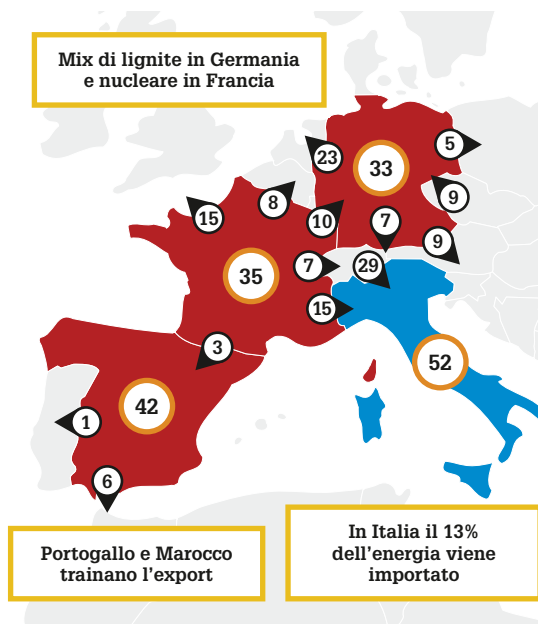 Mix di lignite in Germania
e nucleare in Francia
5
23
33
9
8
15
10
7
9
7
29
35
15
3
52
42
1
6
Portogallo e Marocco
trainano l’export
In Italia il 13%
dell’energia viene
importato